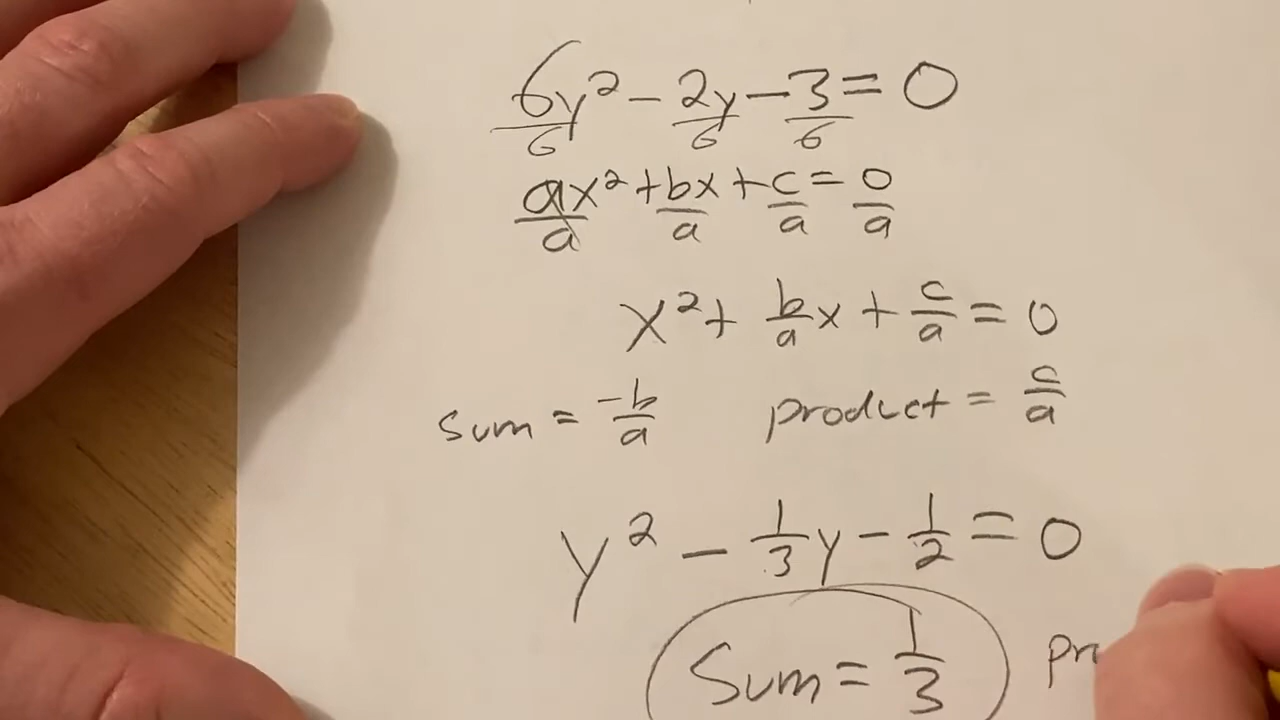 6y²/6 - 2y/6 - 3/6 = 0
ax²/a + bx/a + c/a = 0/a
x² + b/a x + c/a = 0
sum = -b/a product = c/a
y² - 1/3 y - 1/2 = 0
Sum = 1/3